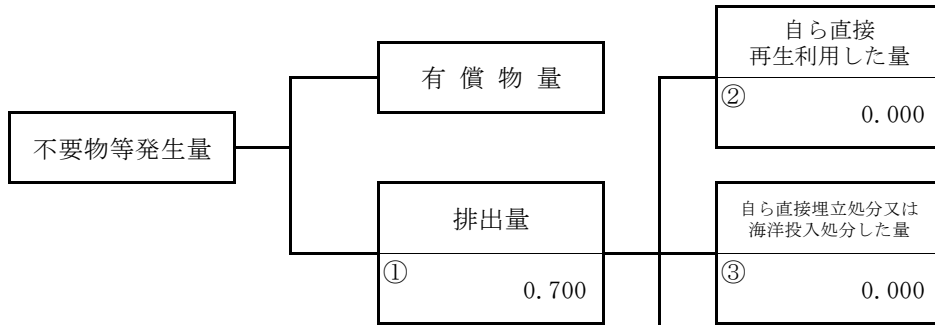 自ら直接
再生利用した量
有償物量
②
0.000
不要物等発生量
排出量
自ら直接埋立処分又は
海洋投入処分した量
①
0.700
③
0.000